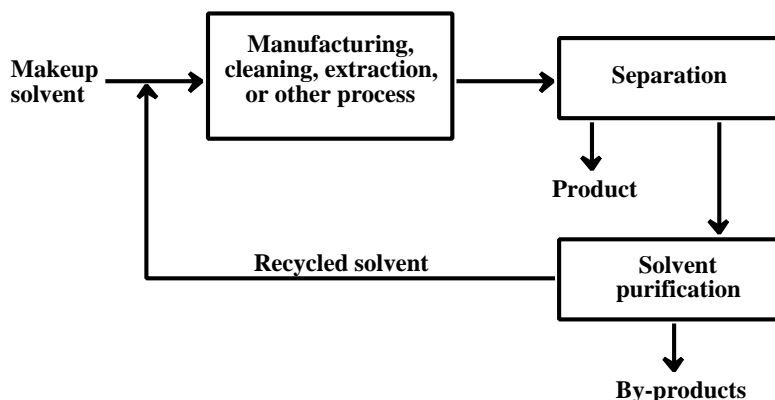 Makeup
solvent
Manufacturing,
cleaning, extraction,
or other process
Separation
Product
Recycled solvent
Solvent
purification
By-products